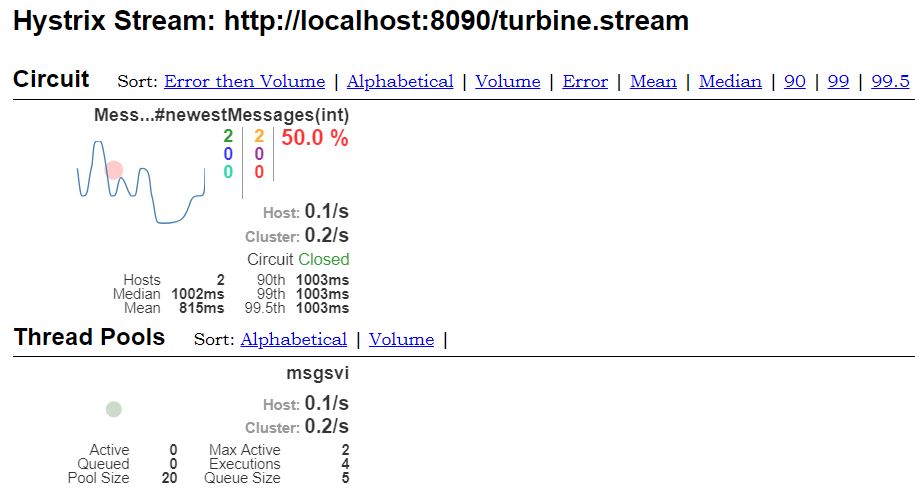 Hystrix Stream: http://localhost:8090/turbine.stream
Circuit Sort: Error then Volume | Alphabetical | Volume | Error | Mean | Median | 90 | 99 | 99.5
Mess...#newestMessages(int)
2 2 50.0 %
0 0
0 0
Host: 0.1/s
Cluster: 0.2/s
Circuit Closed
Hosts 2 90th 1003ms
Median 1002ms 99th 1003ms
Mean 815ms 99.5th 1003ms
Thread Pools Sort: Alphabetical | Volume |
msgsvi
Host: 0.1/s
Cluster: 0.2/s
Active 0 Max Active 2
Queued 0 Executions 4
Pool Size 20 Queue Size 5